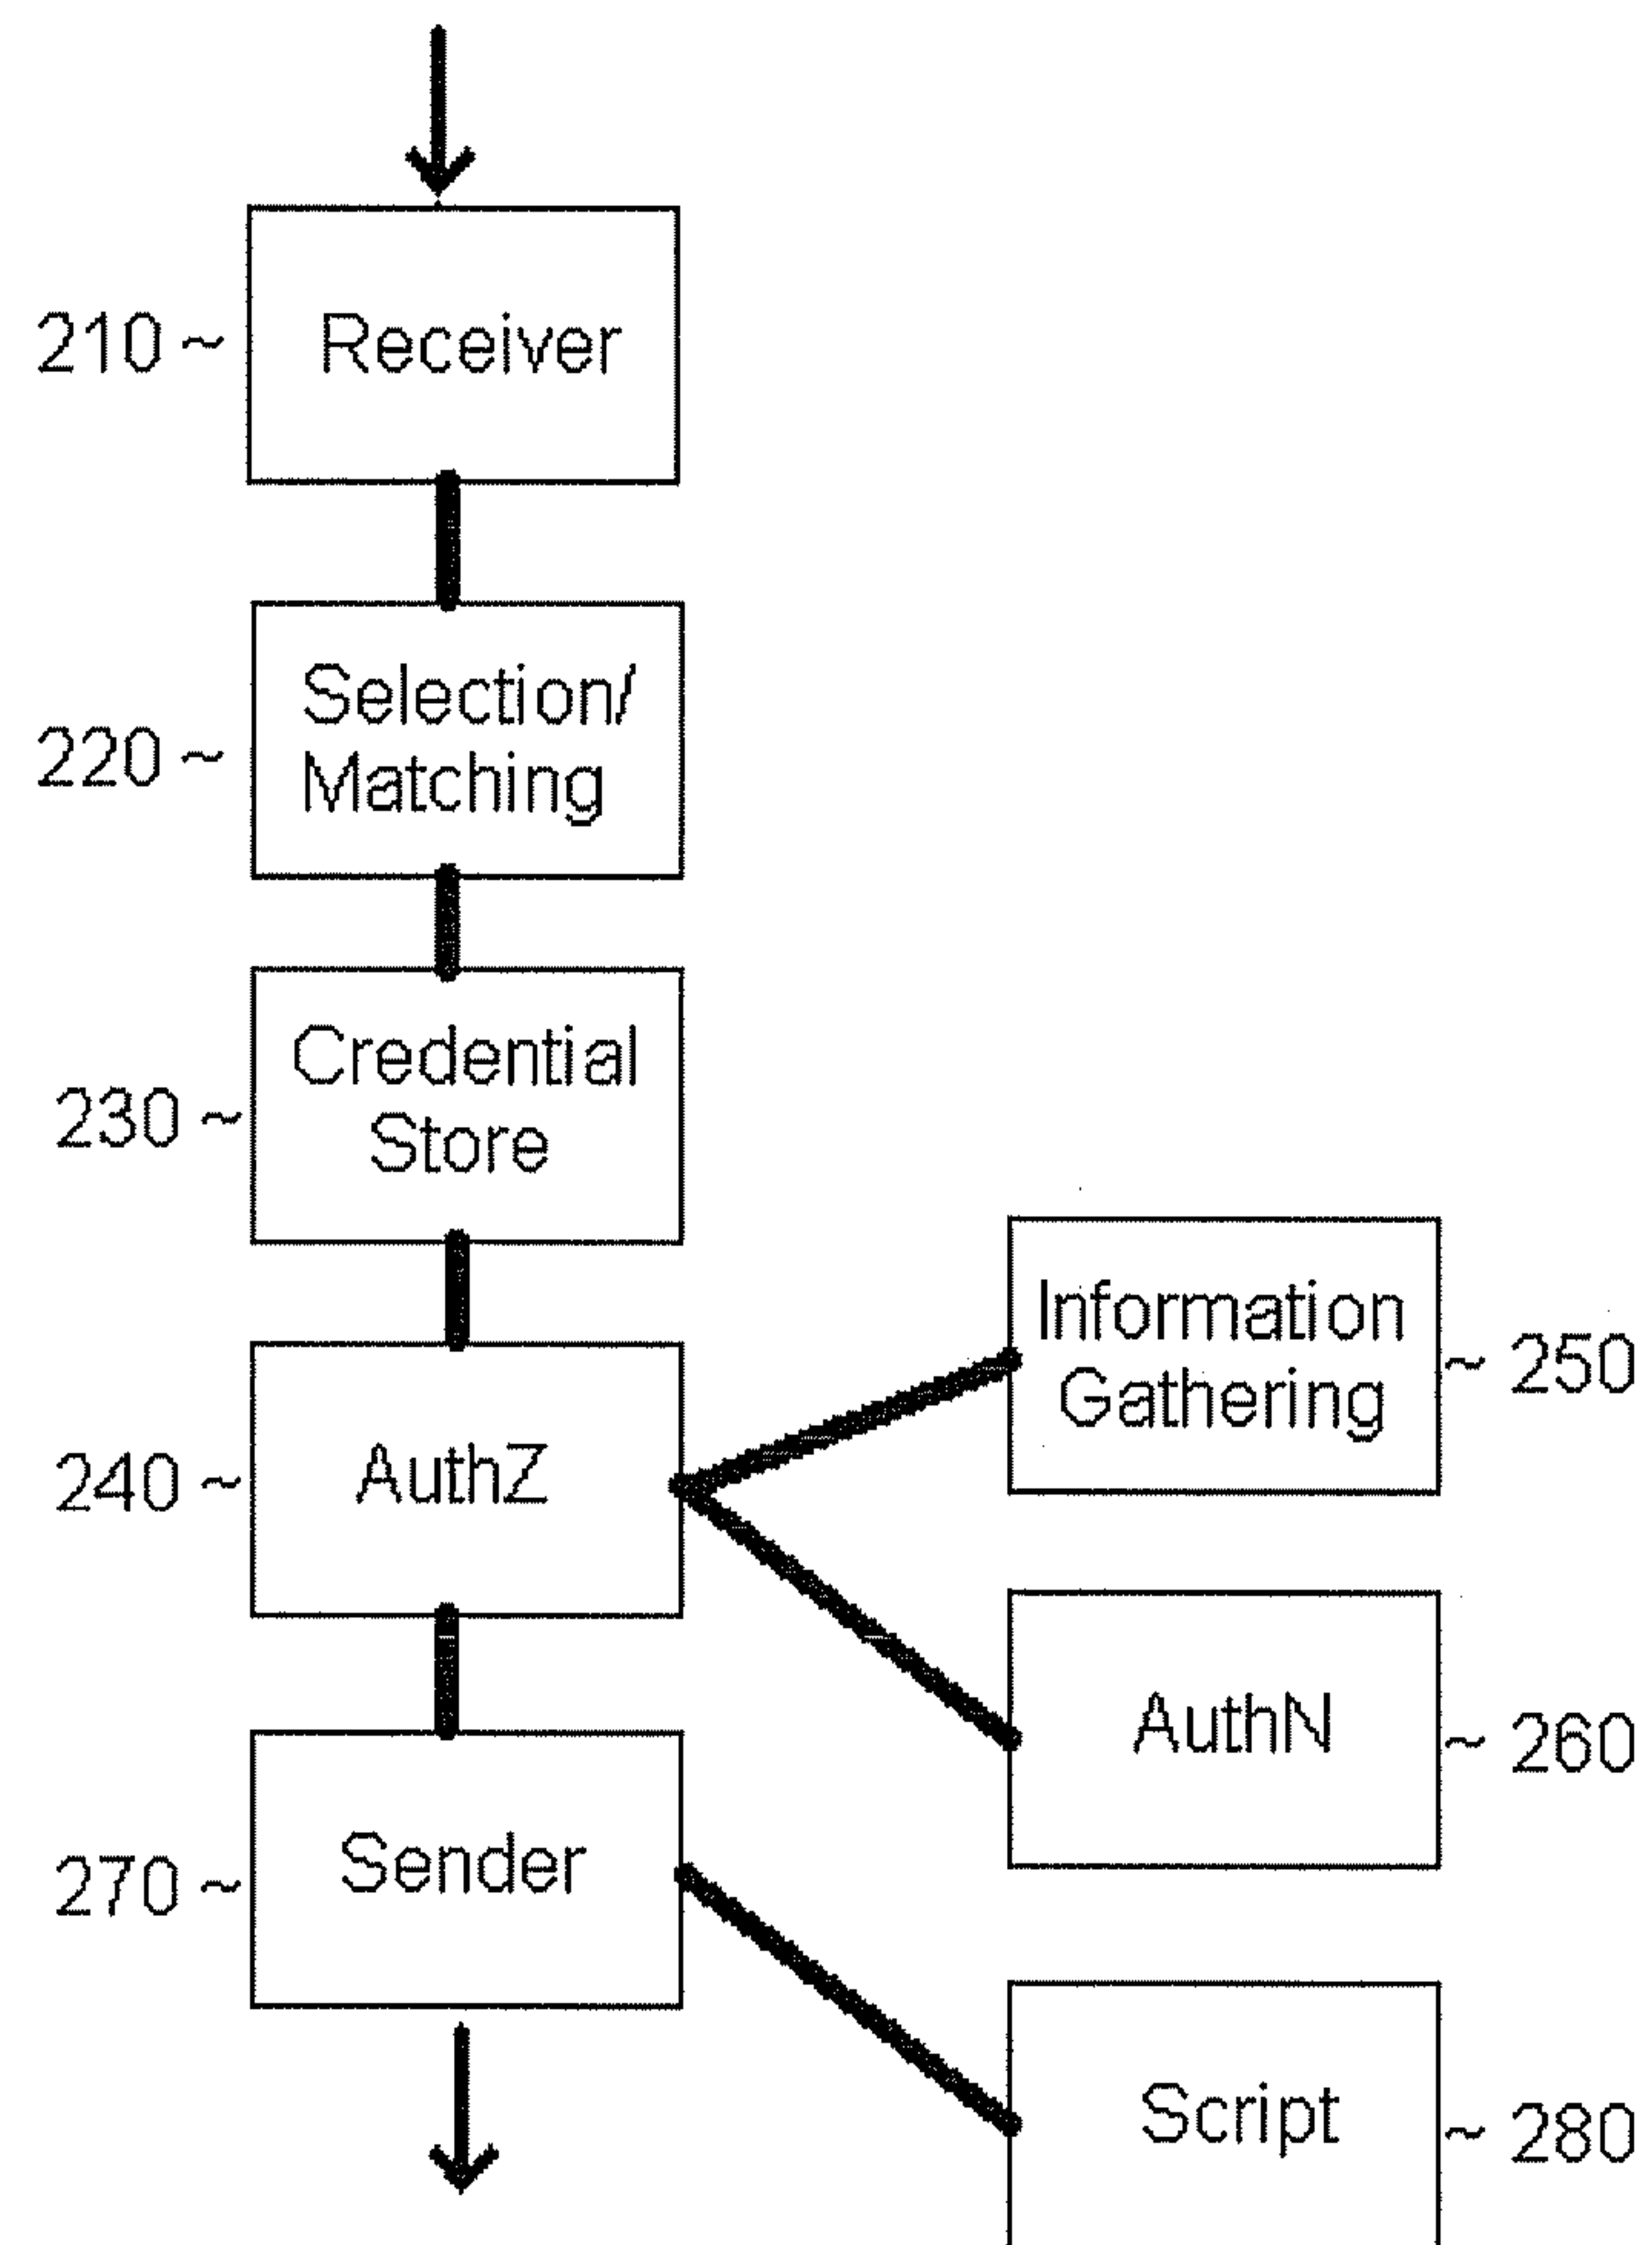 210 ~ Receiver
220 ~ Selection/
Matching
230 ~ Credential
Store
Information
Gathering ~ 250
240 ~ AuthZ
AuthN ~ 260
270 ~ Sender
Script ~ 280